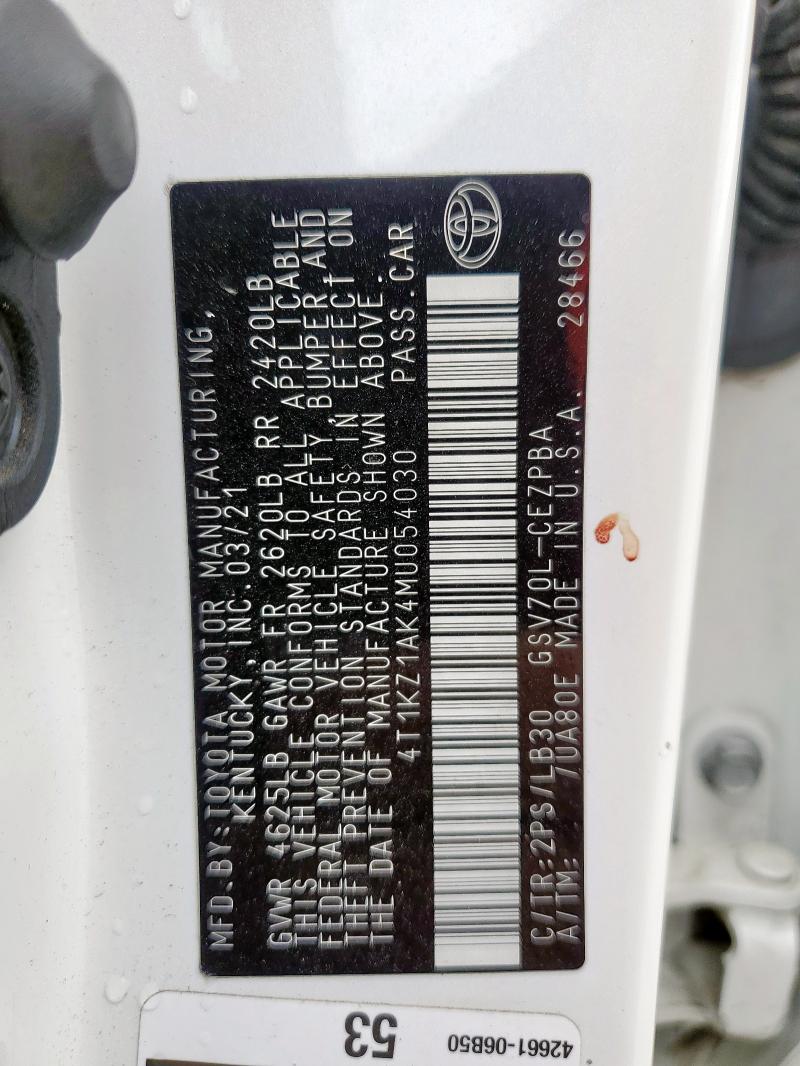 MFD.BY:TOYOTA MOTOR MANUFACTURING,
KENTUCKY, INC.03/21
GVWR 4625LB GAWR FR 2620LB RR 2420LB
THIS VEHICLE CONFORMS TO ALL APPLICABLE
FEDERAL MOTOR VEHICLE SAFETY, BUMPER, AND
THEFT PREVENTION STANDARDS IN EFFECT ON
THE DATE OF MANUFACTURE SHOWN ABOVE.
4T1KZ1AK4MU054030 PASS.CAR
C/TR:2PS/LB30 GSV70L-CEZPBA
A/TM: /UA80E MADE IN U.S.A. 28466
53
42661-06B50